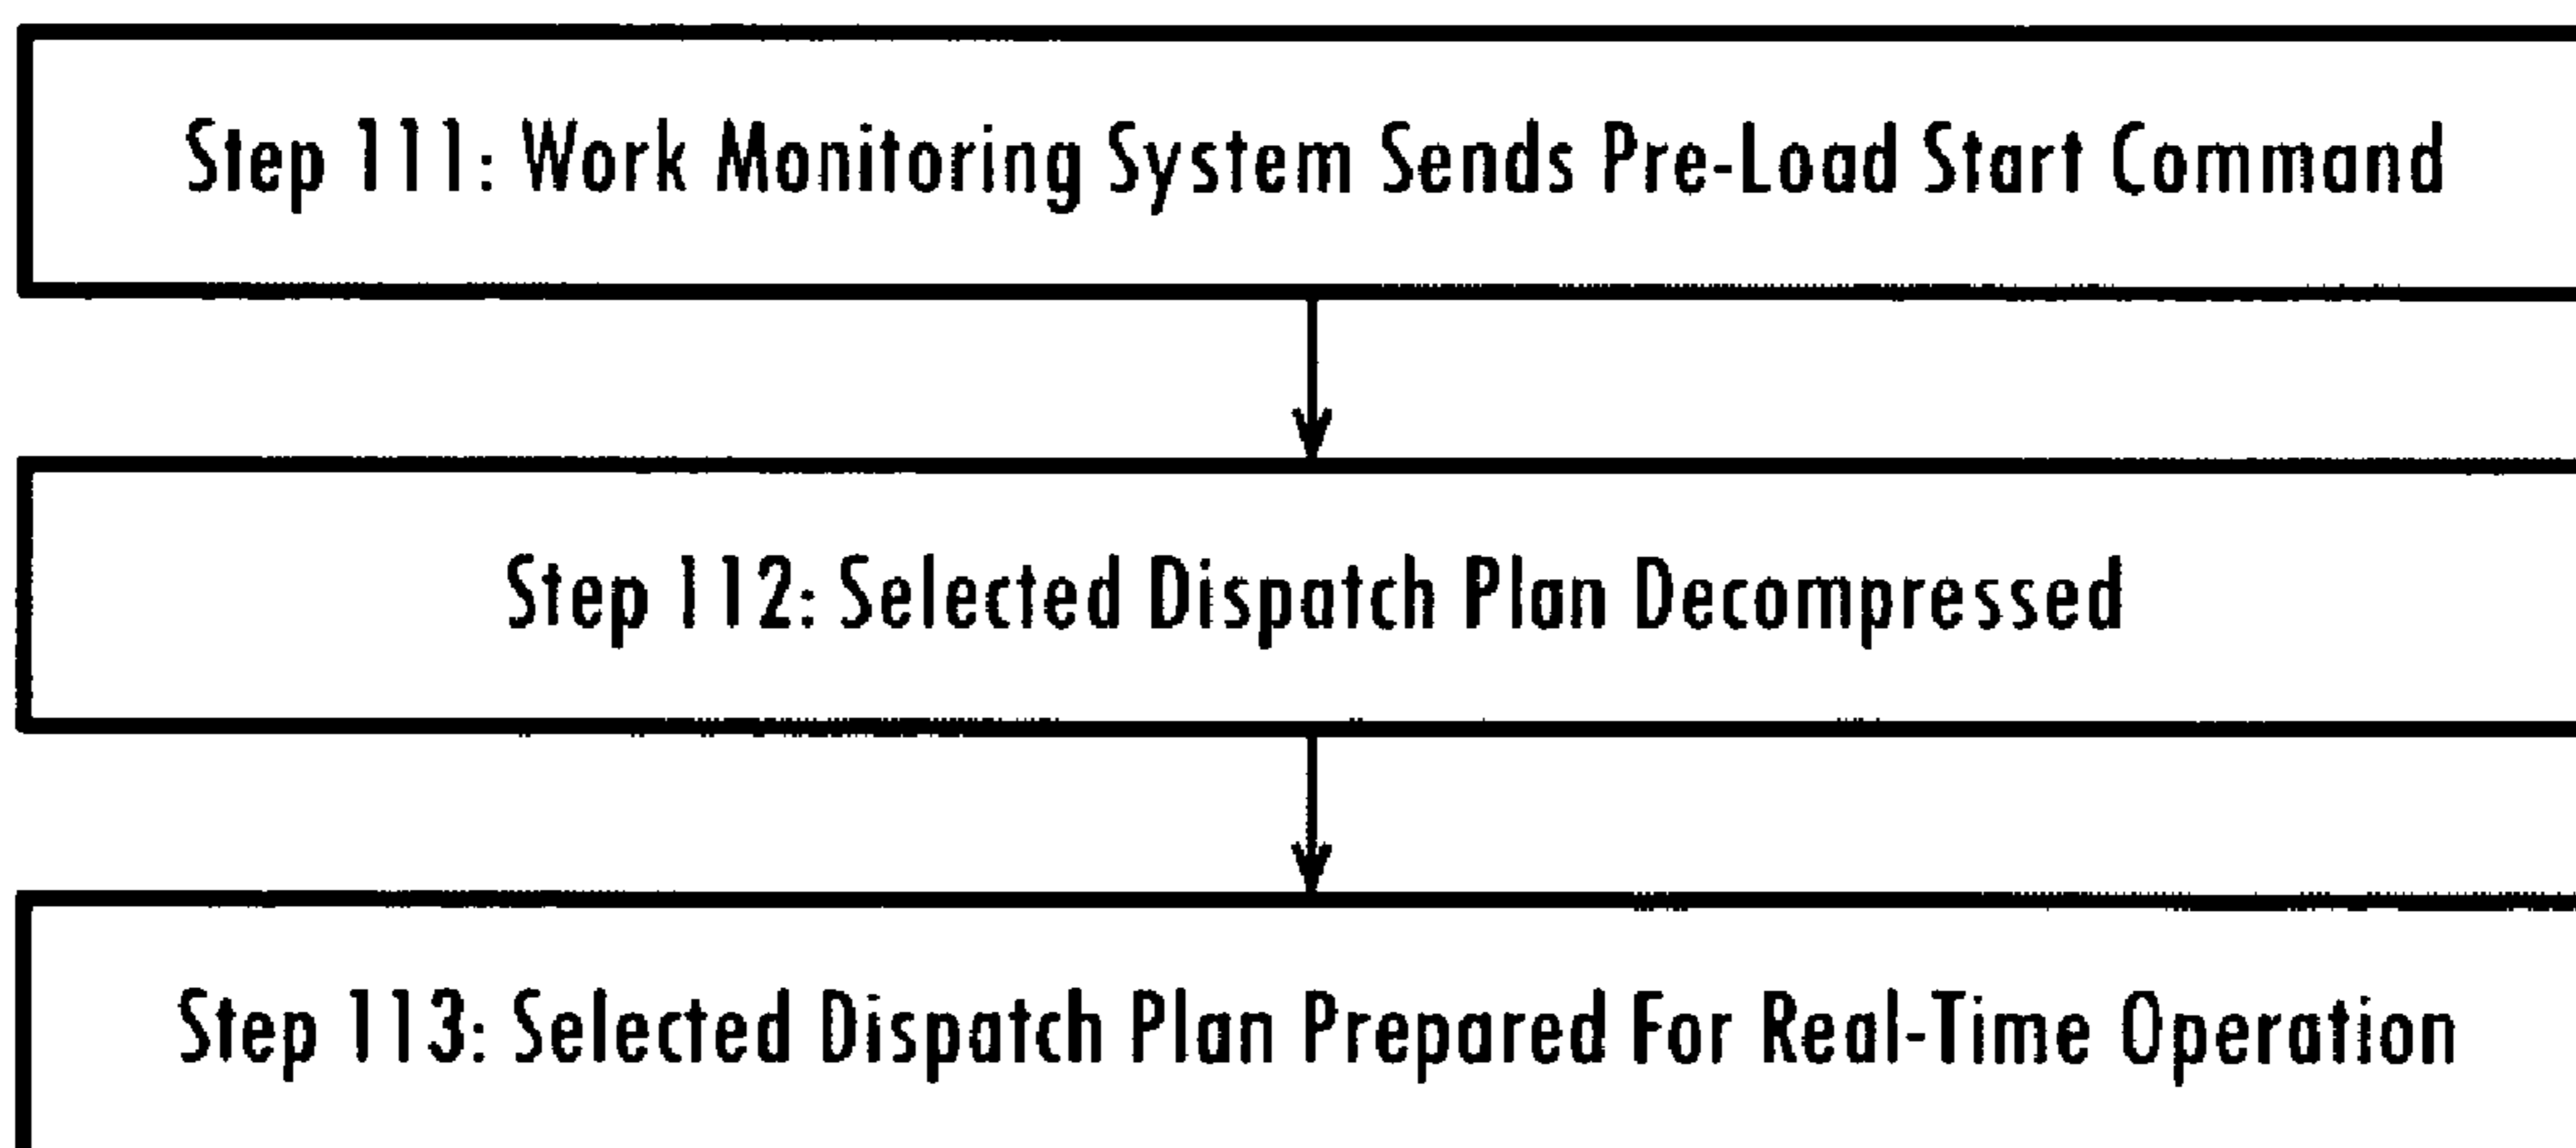 Step 111: Work Monitoring System Sends Pre-Load Start Command
Step 112: Selected Dispatch Plan Decompressed
Step 113: Selected Dispatch Plan Prepared For Real-Time Operation